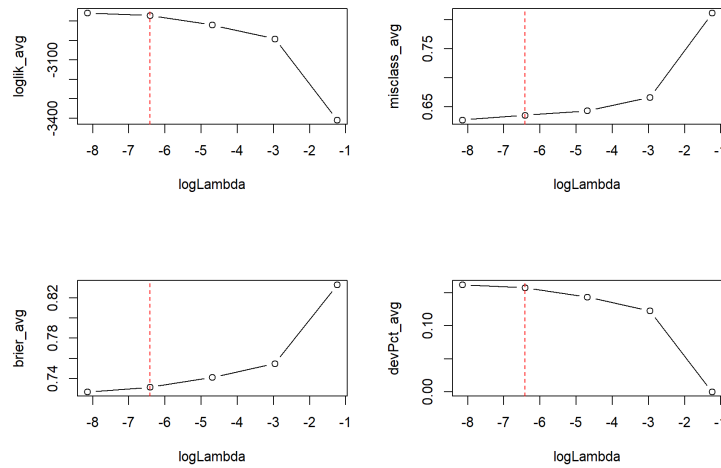 loglik_avg
-3100
-3400
-8 -7 -6 -5 -4 -3 -2 -1
logLambda
misclass_avg
0.75
0.65
-8 -7 -6 -5 -4 -3 -2 -1
logLambda
brier_avg
0.82
0.78
0.74
-8 -7 -6 -5 -4 -3 -2 -1
logLambda
devPct_avg
0.10
0.00
-8 -7 -6 -5 -4 -3 -2 -1
logLambda